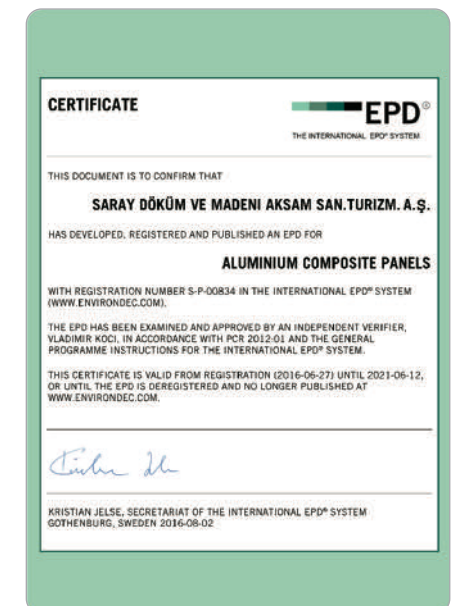 CERTIFICATE
EPD®
THE INTERNATIONAL EPD® SYSTEM
THIS DOCUMENT IS TO CONFIRM THAT
SARAY DÖKÜM VE MADENI AKSAM SAN.TURIZM. A.Ş.
HAS DEVELOPED, REGISTERED AND PUBLISHED AN EPD FOR
ALUMINIUM COMPOSITE PANELS
WITH REGISTRATION NUMBER S-P-00834 IN THE INTERNATIONAL EPD® SYSTEM
(WWW.ENVIRONDEC.COM).
THE EPD HAS BEEN EXAMINED AND APPROVED BY AN INDEPENDENT VERIFIER,
VLADIMIR KOCI, IN ACCORDANCE WITH PCR 2012:01 AND THE GENERAL
PROGRAMME INSTRUCTIONS FOR THE INTERNATIONAL EPD® SYSTEM.
THIS CERTIFICATE IS VALID FROM REGISTRATION (2016-06-27) UNTIL 2021-06-12,
OR UNTIL THE EPD IS DEREGISTERED AND NO LONGER PUBLISHED AT
WWW.ENVIRONDEC.COM.
KRISTIAN JELSE, SECRETARIAT OF THE INTERNATIONAL EPD® SYSTEM
GOTHENBURG, SWEDEN 2016-08-02